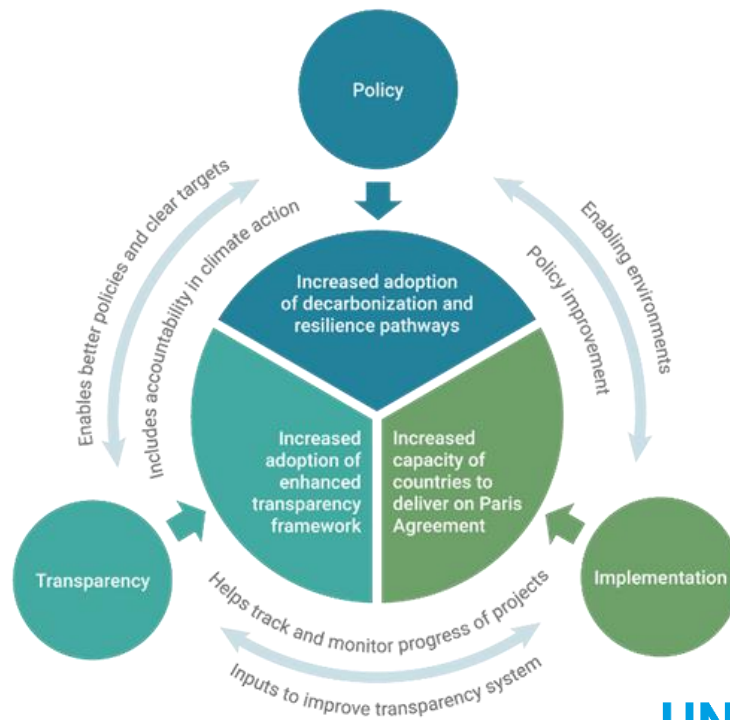 Policy
Enables better policies and clear targets
Includes accountability in climate action
Enabling environments
Policy improvement
Increased adoption
of decarbonization and
resilience pathways
Increased
adoption of
enhanced
transparency
framework
Increased
capacity of
countries to
deliver on Paris
Agreement
Transparency
Implementation
Helps track and monitor progress of projects
Inputs to improve transparency system